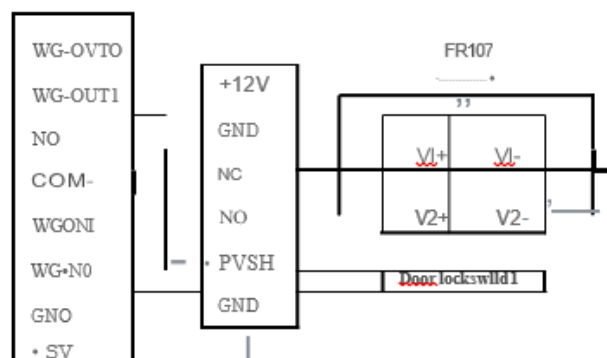 WG-OVTO
WG-OUT1
NO
COM-
WGONI
WG•N0
GNO
• SV
+12V
GND
NC
NO
• PVSH
GND
FR107
VI+ VI-
V2+ V2-
Door lockswlld1